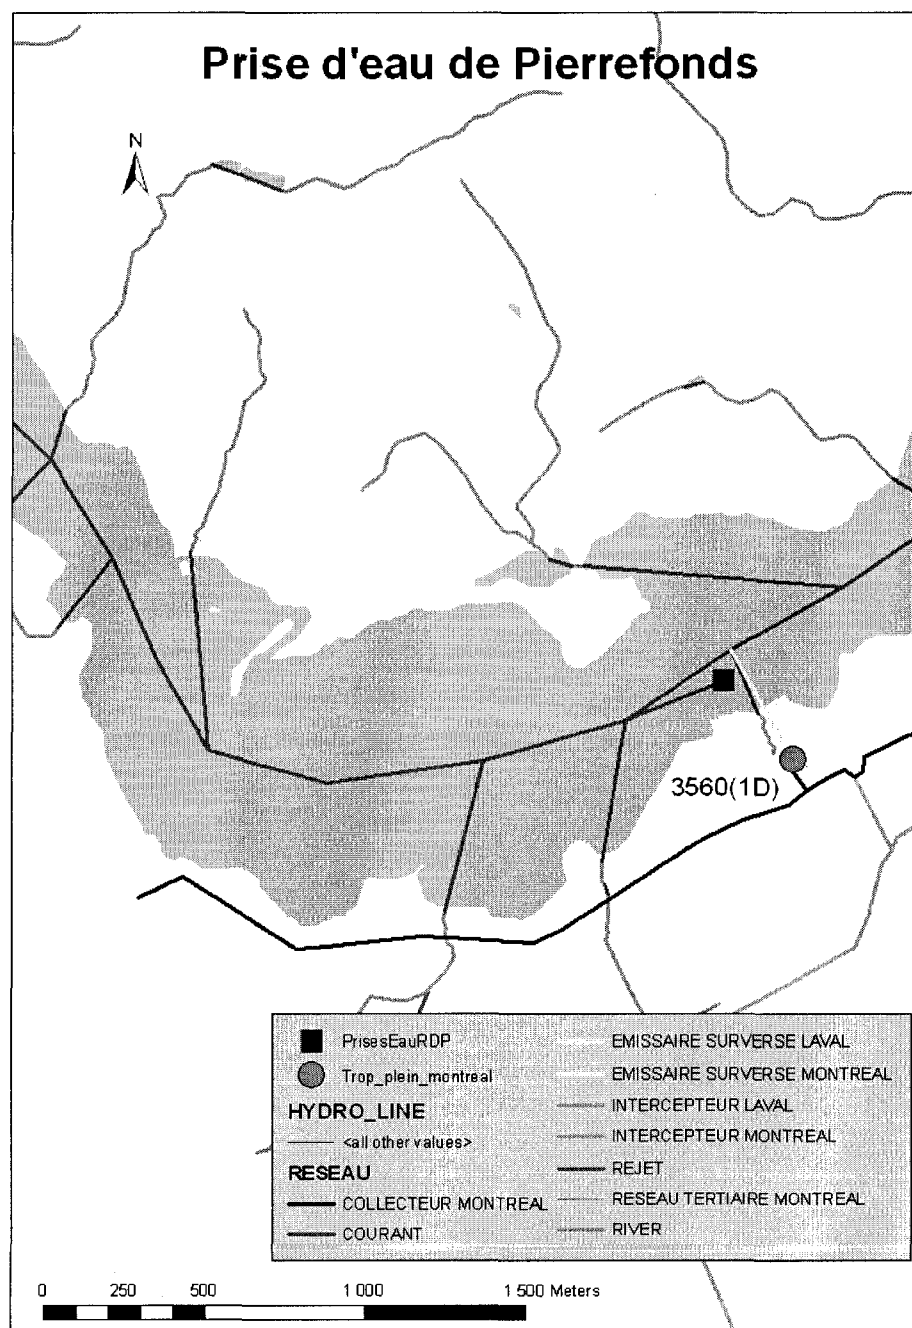 Prise d'eau de Pierrefonds
N
3560(1D)
PrisesEauRDP
Trop_plein_montreal
HYDRO_LINE
<all other values>
RESEAU
COLLECTEUR MONTREAL
COURANT
EMISSAIRE SURVERSE LAVAL
EMISSAIRE SURVERSE MONTREAL
INTERCEPTEUR LAVAL
INTERCEPTEUR MONTREAL
REJET
RESEAU TERTIAIRE MONTREAL
RIVER
0 250 500 1 000 1 500 Meters